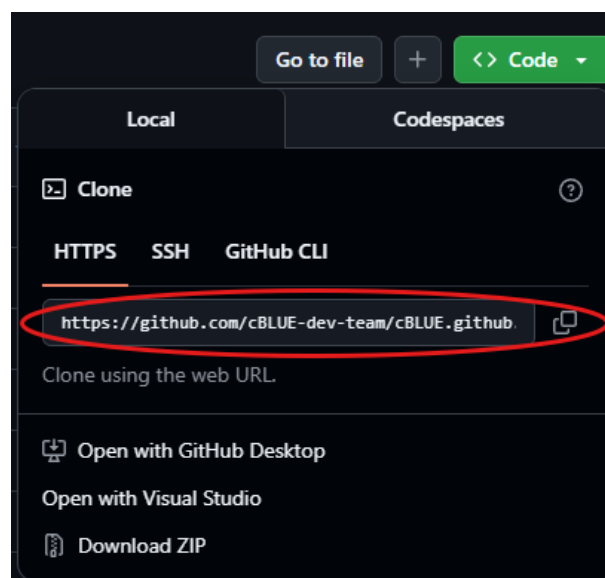 Go to file + <> Code
Local Codespaces
Clone
HTTPS SSH GitHub CLI
https://github.com/cBLUE-dev-team/cBLUE.github.
Clone using the web URL.
Open with GitHub Desktop
Open with Visual Studio
Download ZIP